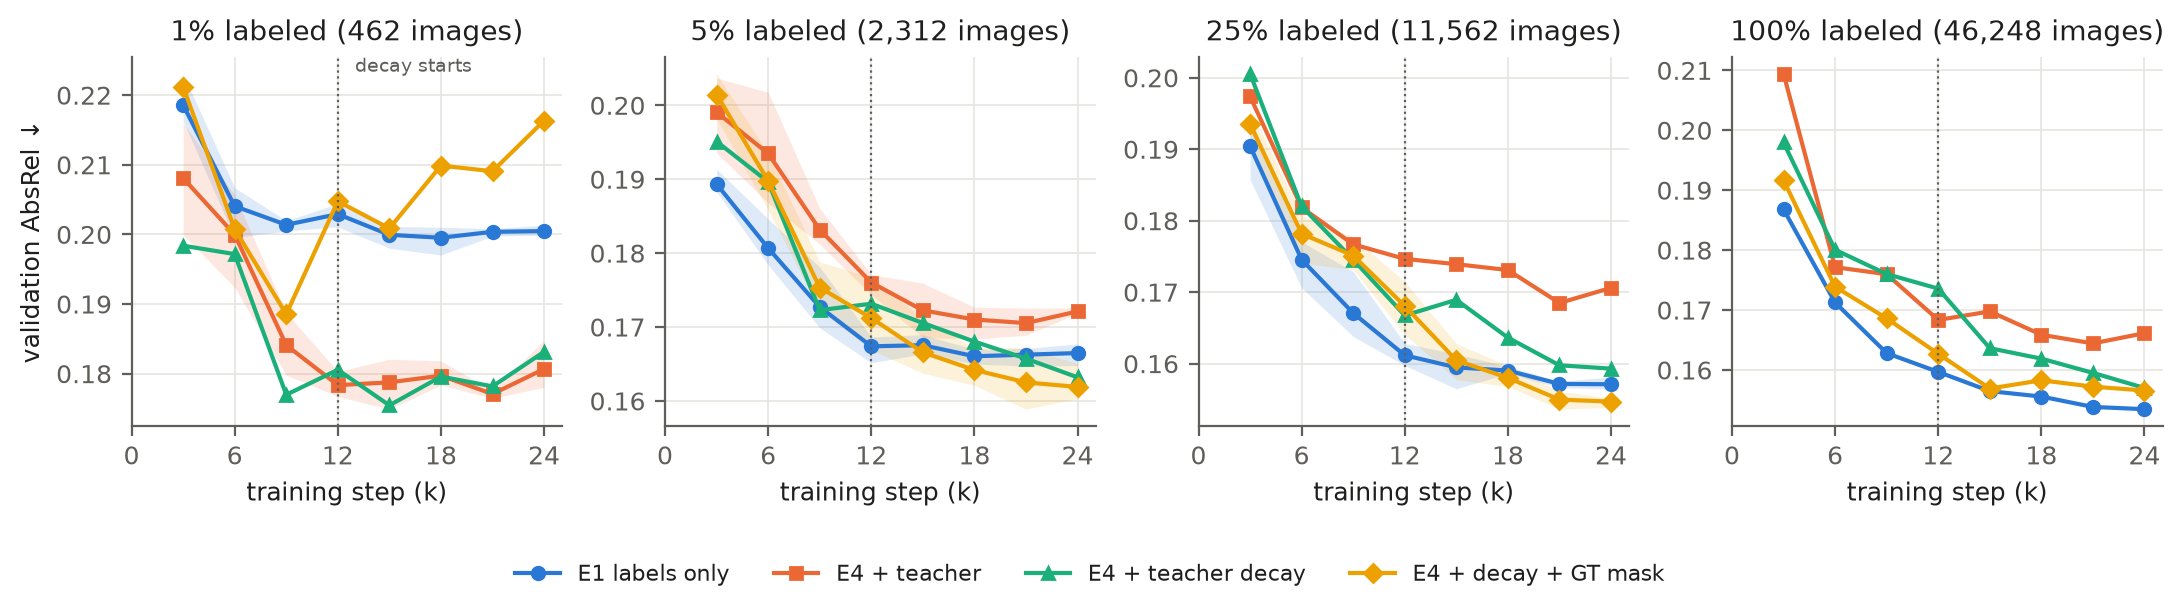 1% labeled (462 images)
5% labeled (2,312 images)
25% labeled (11,562 images)
100% labeled (46,248 images)
decay starts
validation AbsRel ↓
0.22
0.21
0.20
0.19
0.18
0 6 12 18 24
training step (k)
0.20
0.19
0.18
0.17
0.16
0 6 12 18 24
training step (k)
0.20
0.19
0.18
0.17
0.16
0 6 12 18 24
training step (k)
0.21
0.20
0.19
0.18
0.17
0.16
0 6 12 18 24
training step (k)
E1 labels only
E4 + teacher
E4 + teacher decay
E4 + decay + GT mask